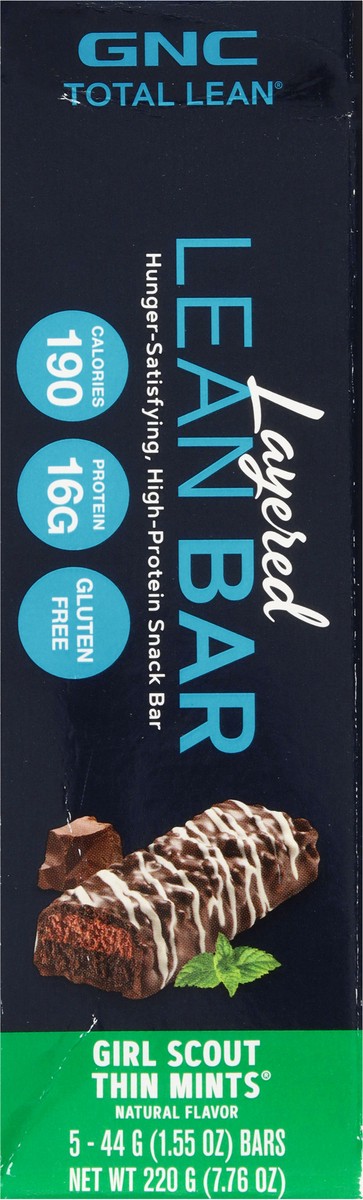 GNC
TOTAL LEAN®
Layered
LEAN BAR
Hunger-Satisfying, High-Protein Snack Bar
CALORIES
190
PROTEIN
16G
GLUTEN
FREE
GIRL SCOUT
THIN MINTS®
NATURAL FLAVOR
5 - 44 G (1.55 OZ) BARS
NET WT 220 G (7.76 OZ)